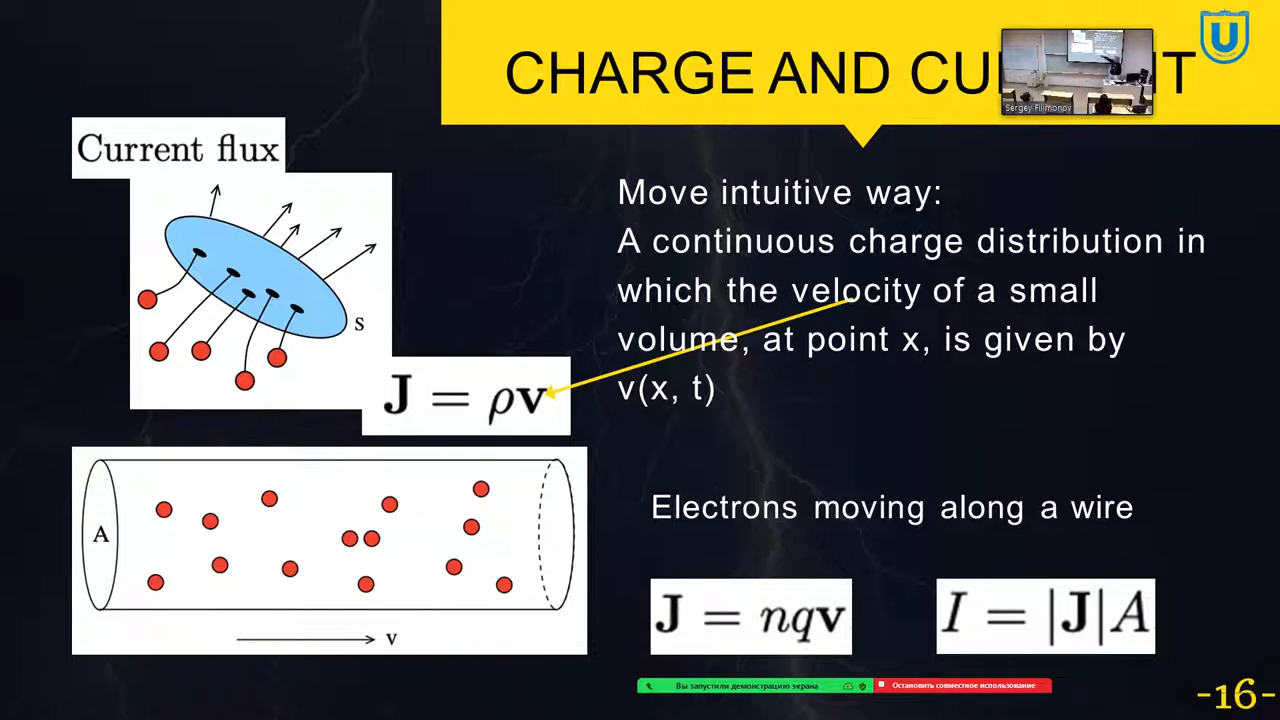 CHARGE AND CU T
Sergey Filimonov
U
Current flux
S
J = ρv
Move intuitive way:
A continuous charge distribution in
which the velocity of a small
volume, at point x, is given by
v(x, t)
A
v
Electrons moving along a wire
J = nqv
I = |J|A
Вы запустили демонстрацию экрана
Остановить совместное использование
-16-